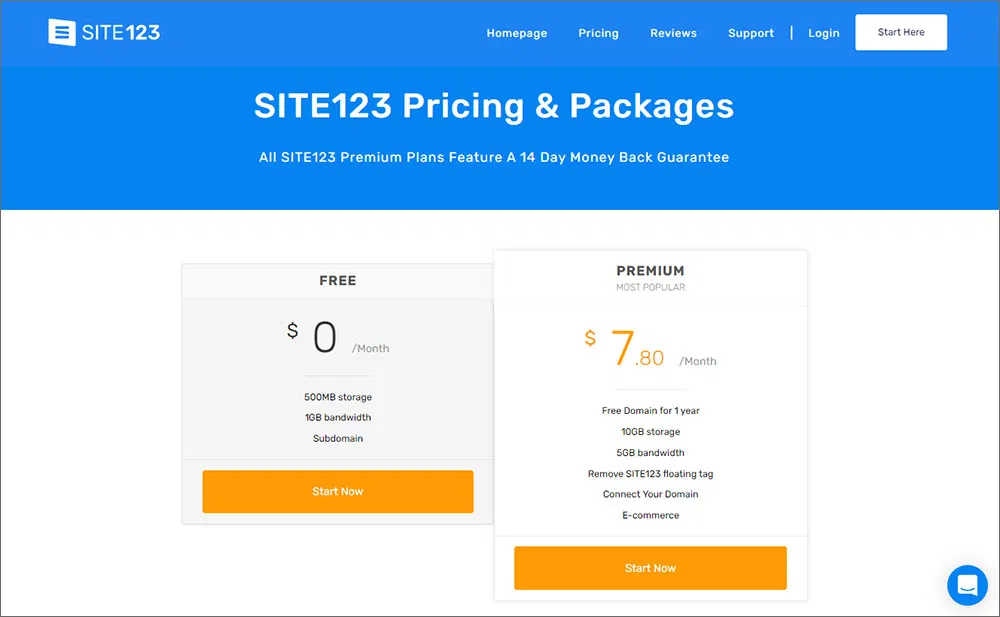 SITE123
Homepage Pricing Reviews Support | Login Start Here
SITE123 Pricing & Packages
All SITE123 Premium Plans Feature A 14 Day Money Back Guarantee
FREE
$ 0 /Month
500MB storage
1GB bandwidth
Subdomain
Start Now
PREMIUM
MOST POPULAR
$ 7.80 /Month
Free Domain for 1 year
10GB storage
5GB bandwidth
Remove SITE123 floating tag
Connect Your Domain
E-commerce
Start Now